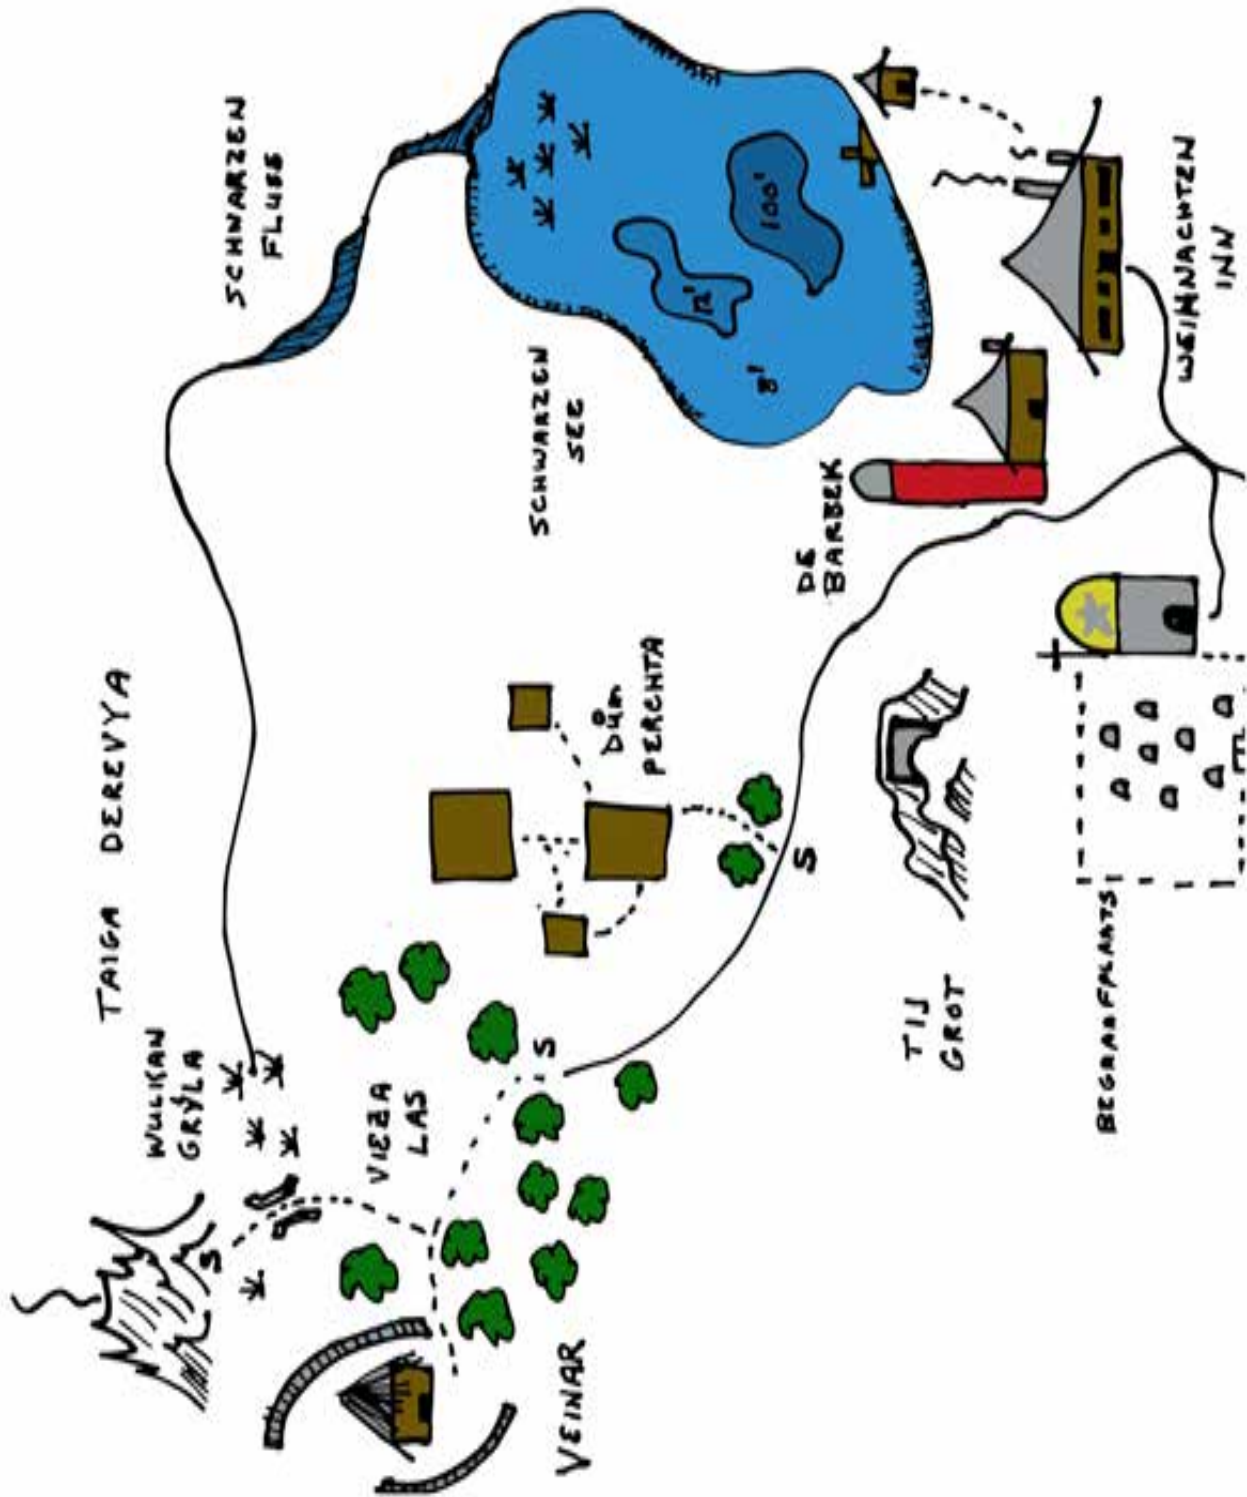 TAIGA DEREVYA
WULKAN
GRÝLA
S
SCHWARZEN
FLUSS
VIEZA
LAS
S
VEINAR
SCHWARZEN
SEE
12'
100'
8'
DŮM
PERCHTA
S
DE
BARBEK
TIJ
GROT
BEGRAAFPLAATS
WEIHNACHTEN
INN